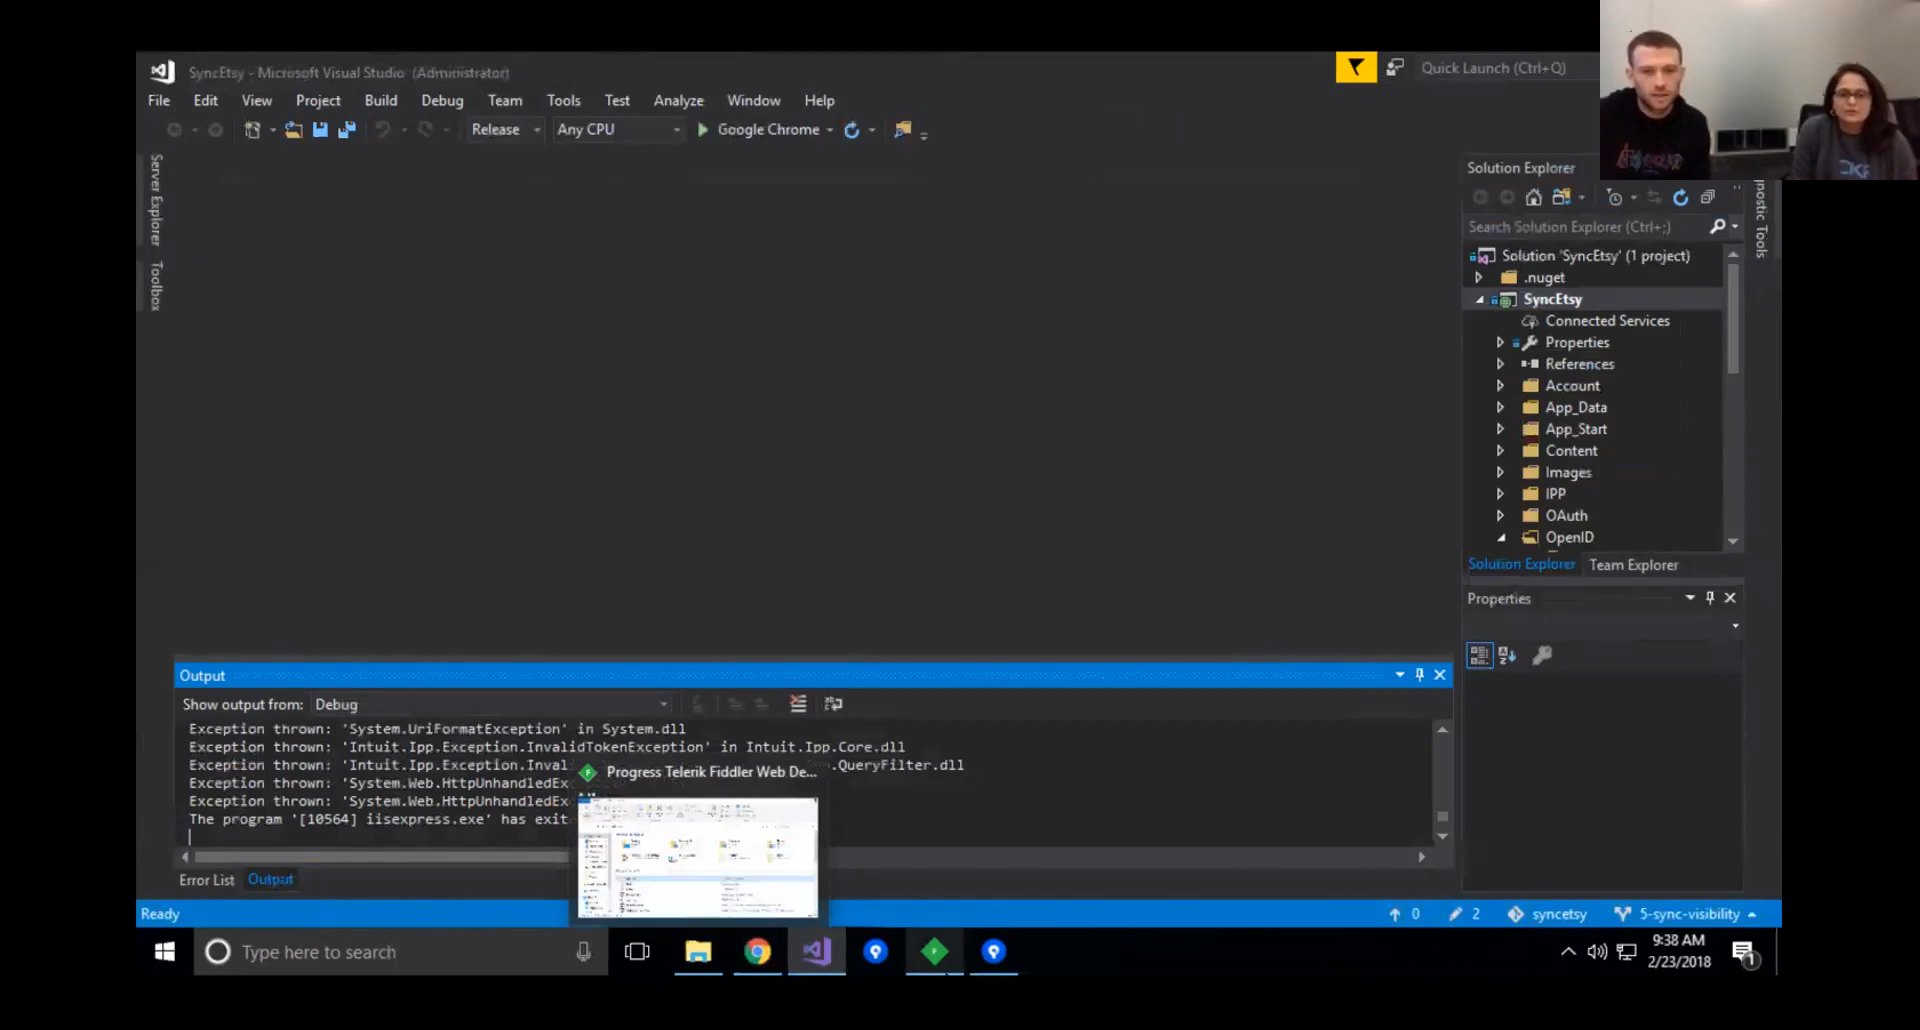 SyncEtsy - Microsoft Visual Studio (Administrator)
Quick Launch (Ctrl+Q)
File Edit View Project Build Debug Team Tools Test Analyze Window Help
Release Any CPU Google Chrome
Server Explorer
Toolbox
Solution Explorer
nostic Tools
Search Solution Explorer (Ctrl+;)
Solution 'SyncEtsy' (1 project)
.nuget
SyncEtsy
Connected Services
Properties
References
Account
App_Data
App_Start
Content
Images
IPP
OAuth
OpenID
Solution Explorer Team Explorer
Properties
Output
Show output from: Debug
Exception thrown: 'System.UriFormatException' in System.dll
Exception thrown: 'Intuit.Ipp.Exception.InvalidTokenException' in Intuit.Ipp.Core.dll
Exception thrown: 'Intuit.Ipp.Exception.Invali .QueryFilter.dll
Exception thrown: 'System.Web.HttpUnhandledEx
Exception thrown: 'System.Web.HttpUnhandledEx
The program '[10564] iisexpress.exe' has exit
Progress Telerik Fiddler Web De...
Error List Output
Ready
0 2 syncetsy 5-sync-visibility
Type here to search
9:38 AM
2/23/2018
1